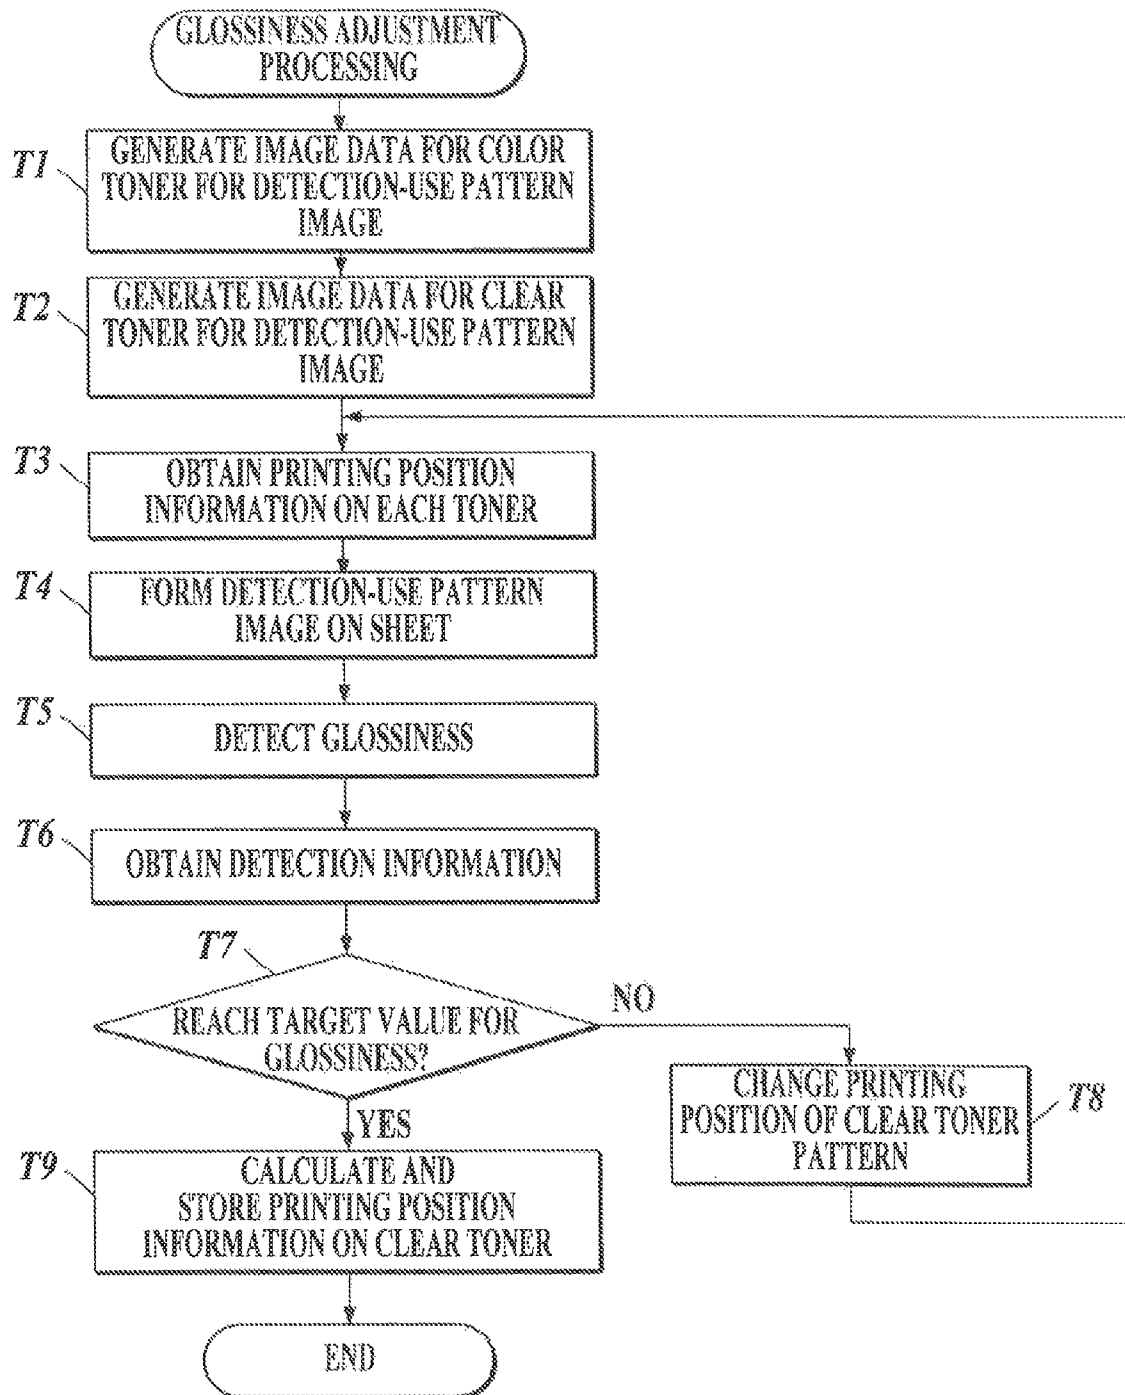 GLOSSINESS ADJUSTMENT
PROCESSING
T1
GENERATE IMAGE DATA FOR COLOR
TONER FOR DETECTION-USE PATTERN
IMAGE
T2
GENERATE IMAGE DATA FOR CLEAR
TONER FOR DETECTION-USE PATTERN
IMAGE
T3
OBTAIN PRINTING POSITION
INFORMATION ON EACH TONER
T4
FORM DETECTION-USE PATTERN
IMAGE ON SHEET
T5
DETECT GLOSSINESS
T6
OBTAIN DETECTION INFORMATION
T7
REACH TARGET VALUE FOR
GLOSSINESS?
NO
CHANGE PRINTING
POSITION OF CLEAR TONER
PATTERN
T8
YES
T9
CALCULATE AND
STORE PRINTING POSITION
INFORMATION ON CLEAR TONER
END